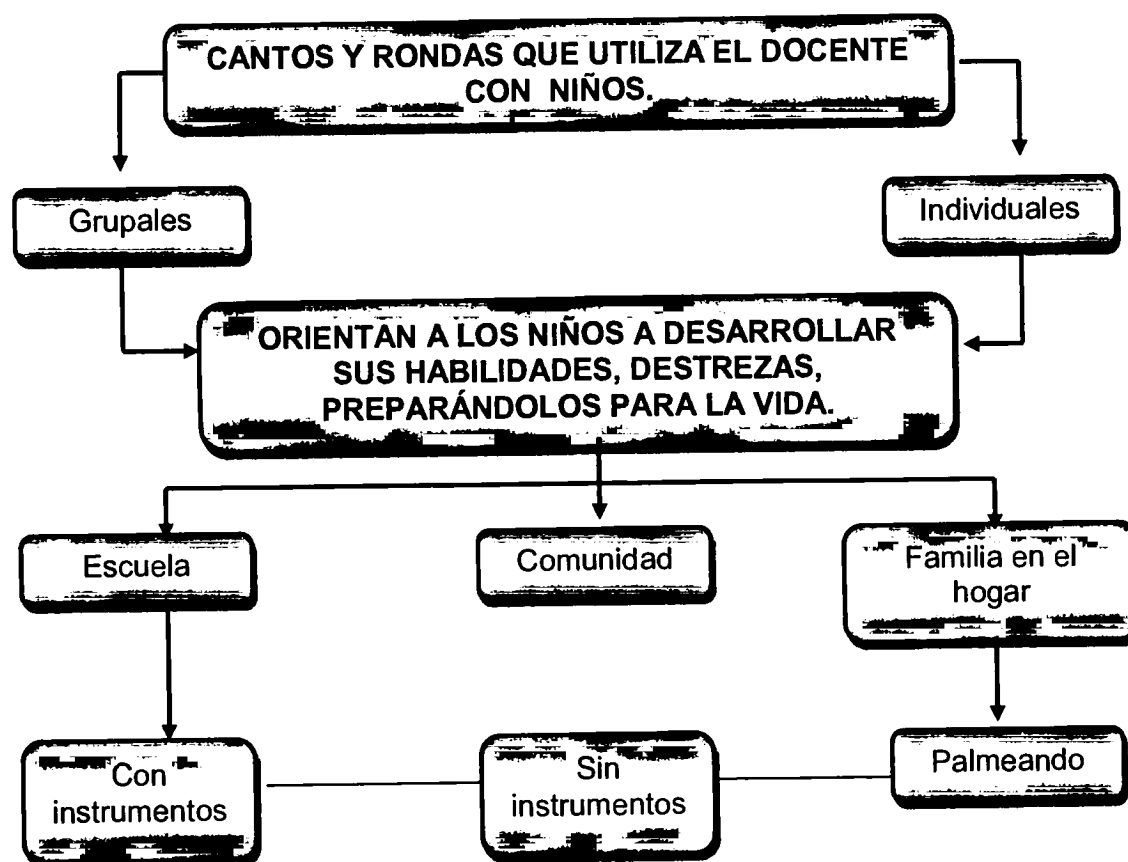 CANTOS Y RONDAS QUE UTILIZA EL DOCENTE
CON NIÑOS.
Grupales
Individuales
ORIENTAN A LOS NIÑOS A DESARROLLAR
SUS HABILIDADES, DESTREZAS,
PREPARÁNDOLOS PARA LA VIDA.
Escuela
Comunidad
Familia en el
hogar
Con
instrumentos
Sin
instrumentos
Palmeando